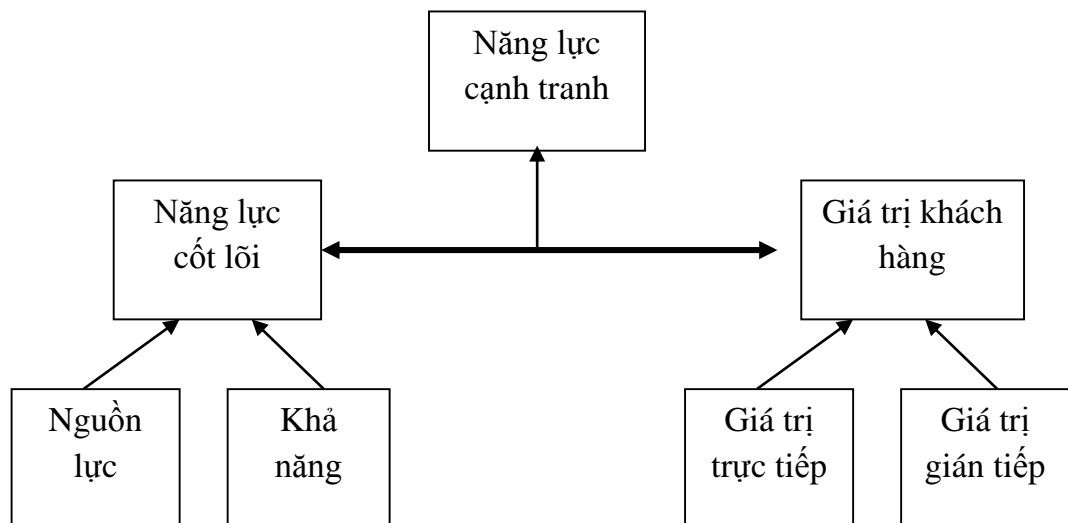 Năng lực
cạnh tranh
Năng lực
cốt lõi
Giá trị khách
hàng
Nguồn
lực
Khả
năng
Giá trị
trực tiếp
Giá trị
gián tiếp